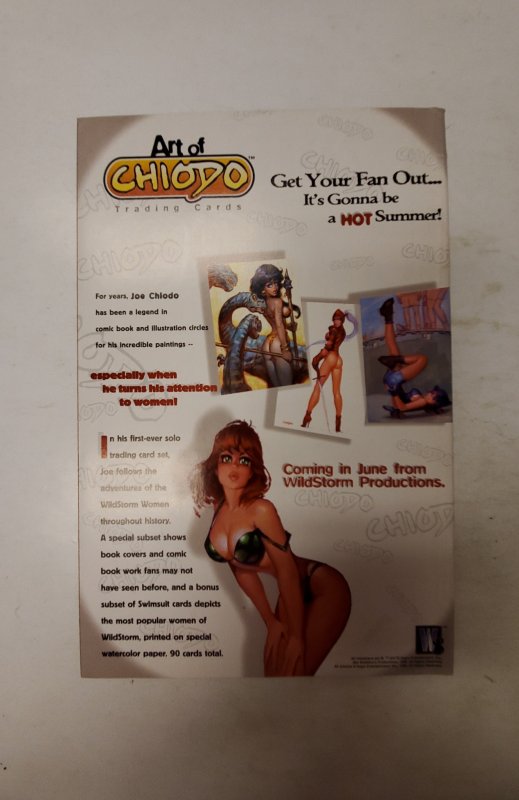 Art of
CHIODO™
Trading Cards
Get Your Fan Out...
It's Gonna be
a HOT Summer!
For years, Joe Chiodo
has been a legend in
comic book and illustration circles
for his incredible paintings --
especially when
he turns his attention
to women!
In his first-ever solo
trading card set,
Joe follows the
adventures of the
WildStorm Women
throughout history.
A special subset shows
book covers and comic
book work fans may not
have seen before, and a bonus
subset of Swimsuit cards depicts
the most popular women of
WildStorm, printed on special
watercolor paper. 90 cards total.
Coming in June from
WildStorm Productions.
CHIODO
CHIODO
CHIODO
CHIODO